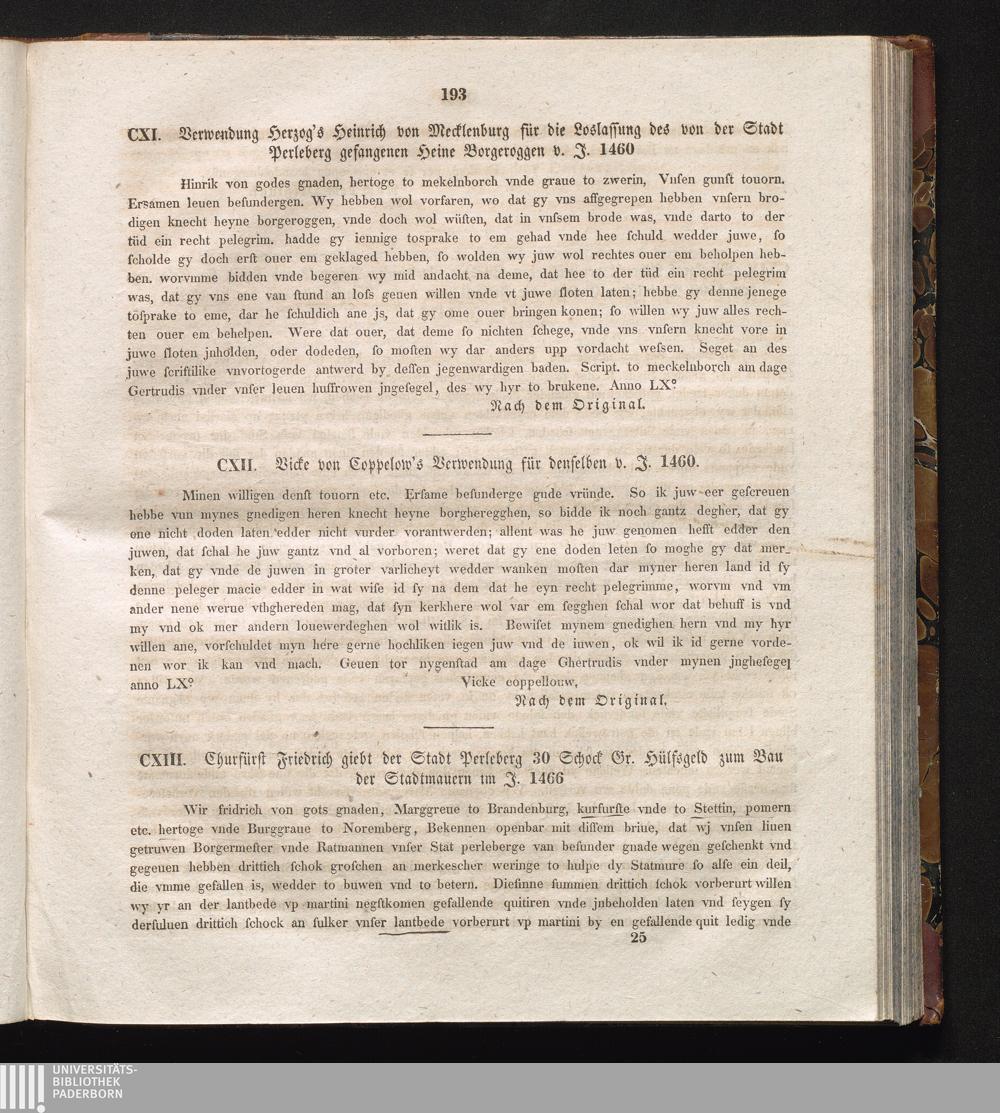 193
CXI. Verwendung Herzog's Heinrich von Mecklenburg für die Loslassung des von der Stadt
Perleberg gefangenen Heine Borgeroggen v. J. 1460
Hinrik von godes gnaden, hertoge to mekelnborch vnde graue to zwerin, Vnſen gunſt touorn.
Erſamen leuen beſundergen. Wy hebben wol vorfaren, wo dat gy vns affgegrepen hebben vnſern bro-
digen knecht heyne borgeroggen, vnde doch wol wüſten, dat in vnſsem brode was, vnde darto to der
tüd ein recht pelegrim. hadde gy iennige tosprake to em gehad vnde hee ſchuld wedder juwe, ſo
ſcholde gy doch erſt ouer em geklaged hebben, ſo wolden wy juw wol rechtes ouer em beholpen heb-
ben. worvmme bidden vnde begeren wy mid andacht na deme, dat hee to der tüd ein recht pelegrim
was, dat gy vns ene van ſtund an loſs geuen willen vnde vt juwe ſloten laten; hebbe gy denne jenege
töſprake to eme, dar he ſchuldich ane js, dat gy ome ouer bringen konen; ſo willen wy juw alles rech-
ten ouer em behelpen. Were dat ouer, dat deme ſo nichten ſchege, vnde vns vnſern knecht vore in
juwe ſloten jnholden, oder dodeden, ſo moſten wy dar anders upp vordacht weſsen. Seget an des
juwe ſcriftilike vnvortogerde antwerd by deſſen jegenwardigen baden. Script. to meckelnborch am dage
Gertrudis vnder vnſer leuen huſſrowen jngeſegel, des wy hyr to brukene. Anno LX°
Nach dem Original.
CXII. Vicke von Coppelow's Verwendung für denselben v. J. 1460.
Minen willigen denſt touorn etc. Erſame beſunderge gude vründe. So ik juw eer geſcreuen
hebbe vun mynes gnedigen heren knecht heyne borgheregghen, so bidde ik noch gantz degher, dat gy
one nicht doden laten edder nicht vurder vorantwerden; allent was he juw genomen hefft edder den
juwen, dat ſchal he juw gantz vnd al vorboren; weret dat gy ene doden leten ſo moghe gy dat mer-
ken, dat gy vnde de juwen in groter varlicheyt wedder wanken moſten dar myner heren land id ſy
denne peleger macie edder in wat wiſe id ſy na dem dat he eyn recht pelegrimme, worvm vnd vm
ander nene werue vthghereden mag, dat ſyn kerkhere wol var em ſegghen ſchal wor dat behuff is vnd
my vnd ok mer andern louewerdeghen wol witlik is. Bewiſet mynem gnedighen hern vnd my hyr
willen ane, vorſchuldet myn here gerne hochliken iegen juw vnd de iuwen, ok wil ik id gerne vorde-
nen wor ik kan vnd mach. Geuen tor nygenſtad am dage Ghertrudis vnder mynen jngheſegel
anno LX° Vicke coppellouw,
Nach dem Original.
CXIII. Churfürst Friedrich giebt der Stadt Perleberg 30 Schock Gr. Hülfsgeld zum Bau
der Stadtmauern im J. 1466
Wir fridrich von gots gnaden, Marggreue to Brandenburg, kurfurſte vnde to Stettin, pomern
etc. hertoge vnde Burggraue to Noremberg, Bekennen openbar mit diſſem briue, dat wj vnſen liuen
getruwen Borgermeſter vnde Ratmannen vnſer Stat perleberge van beſunder gnade wegen geſchenkt vnd
gegeuen hebben drittich ſchok groſchen an merkescher weringe to hulpe dy Statmure ſo alſe ein deil,
die vmme gefallen is, wedder to buwen vnd to betern. Dieſinne ſummen drittich ſchok vorberurt willen
wy yr an der lantbede vp martini negſtkomen gefallende quitiren vnde jnbeholden laten vnd ſeygen ſy
derſuluen drittich ſchock an ſulker vnſer lantbede vorberurt vp martini by en gefallende quit ledig vnde
25
UNIVERSITÄTS-
BIBLIOTHEK
PADERBORN